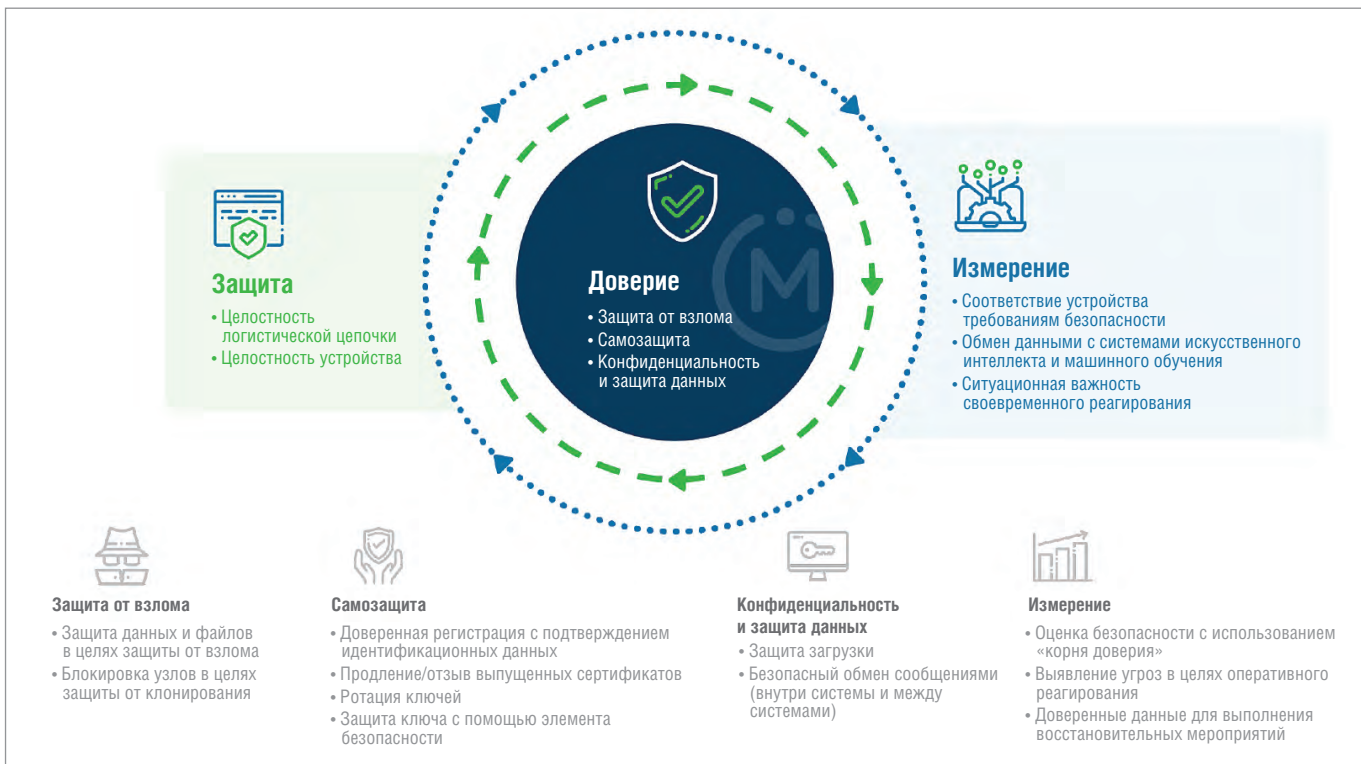 Защита
• Целостность
логистической цепочки
• Целостность устройства
Доверие
• Защита от взлома
• Самозащита
• Конфиденциальность
и защита данных
M
Измерение
• Соответствие устройства
требованиям безопасности
• Обмен данными с системами искусственного
интеллекта и машинного обучения
• Ситуационная важность
своевременного реагирования
Защита от взлома
• Защита данных и файлов
в целях защиты от взлома
• Блокировка узлов в целях
защиты от клонирования
Самозащита
• Доверенная регистрация с подтверждением
идентификационных данных
• Продление/отзыв выпущенных сертификатов
• Ротация ключей
• Защита ключа с помощью элемента
безопасности
Конфиденциальность
и защита данных
• Защита загрузки
• Безопасный обмен сообщениями
(внутри системы и между
системами)
Измерение
• Оценка безопасности с использованием
«корня доверия»
• Выявление угроз в целях оперативного
реагирования
• Доверенные данные для выполнения
восстановительных мероприятий